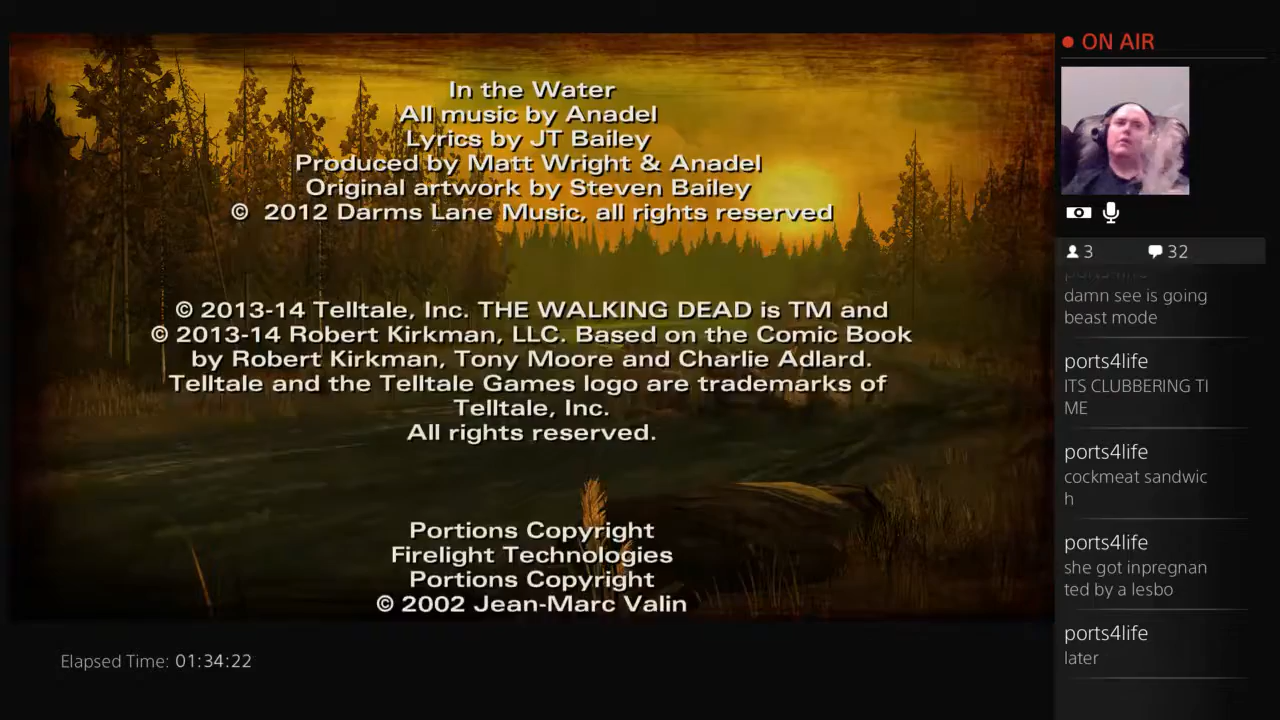 In the Water
All music by Anadel
Lyrics by JT Bailey
Produced by Matt Wright & Anadel
Original artwork by Steven Bailey
© 2012 Darms Lane Music, all rights reserved
© 2013-14 Telltale, Inc. THE WALKING DEAD is TM and
© 2013-14 Robert Kirkman, LLC. Based on the Comic Book
by Robert Kirkman, Tony Moore and Charlie Adlard.
Telltale and the Telltale Games logo are trademarks of
Telltale, Inc.
All rights reserved.
Portions Copyright
Firelight Technologies
Portions Copyright
© 2002 Jean-Marc Valin
Elapsed Time: 01:34:22
ON AIR
3 32
damn see is going
beast mode
ports4life
ITS CLUBBERING TI
ME
ports4life
cockmeat sandwic
h
ports4life
she got inpregnan
ted by a lesbo
ports4life
later